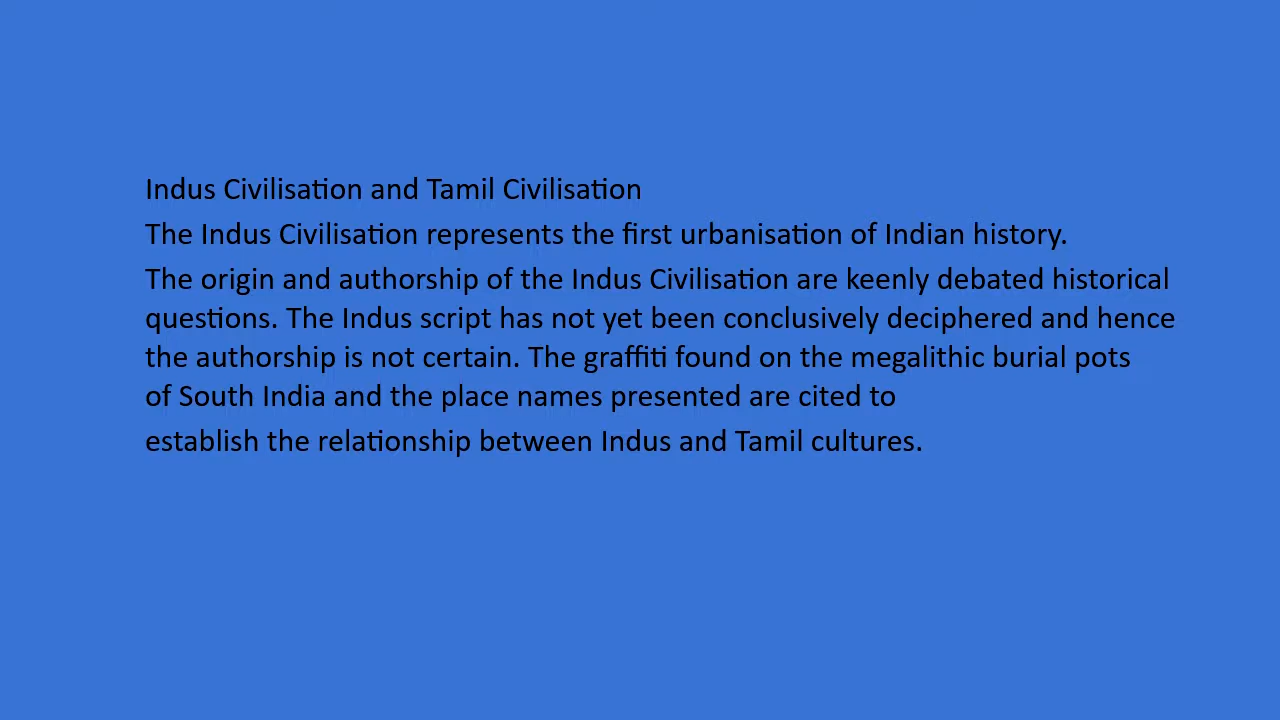 Indus Civilisation and Tamil Civilisation
The Indus Civilisation represents the first urbanisation of Indian history.
The origin and authorship of the Indus Civilisation are keenly debated historical
questions. The Indus script has not yet been conclusively deciphered and hence
the authorship is not certain. The graffiti found on the megalithic burial pots
of South India and the place names presented are cited to
establish the relationship between Indus and Tamil cultures.